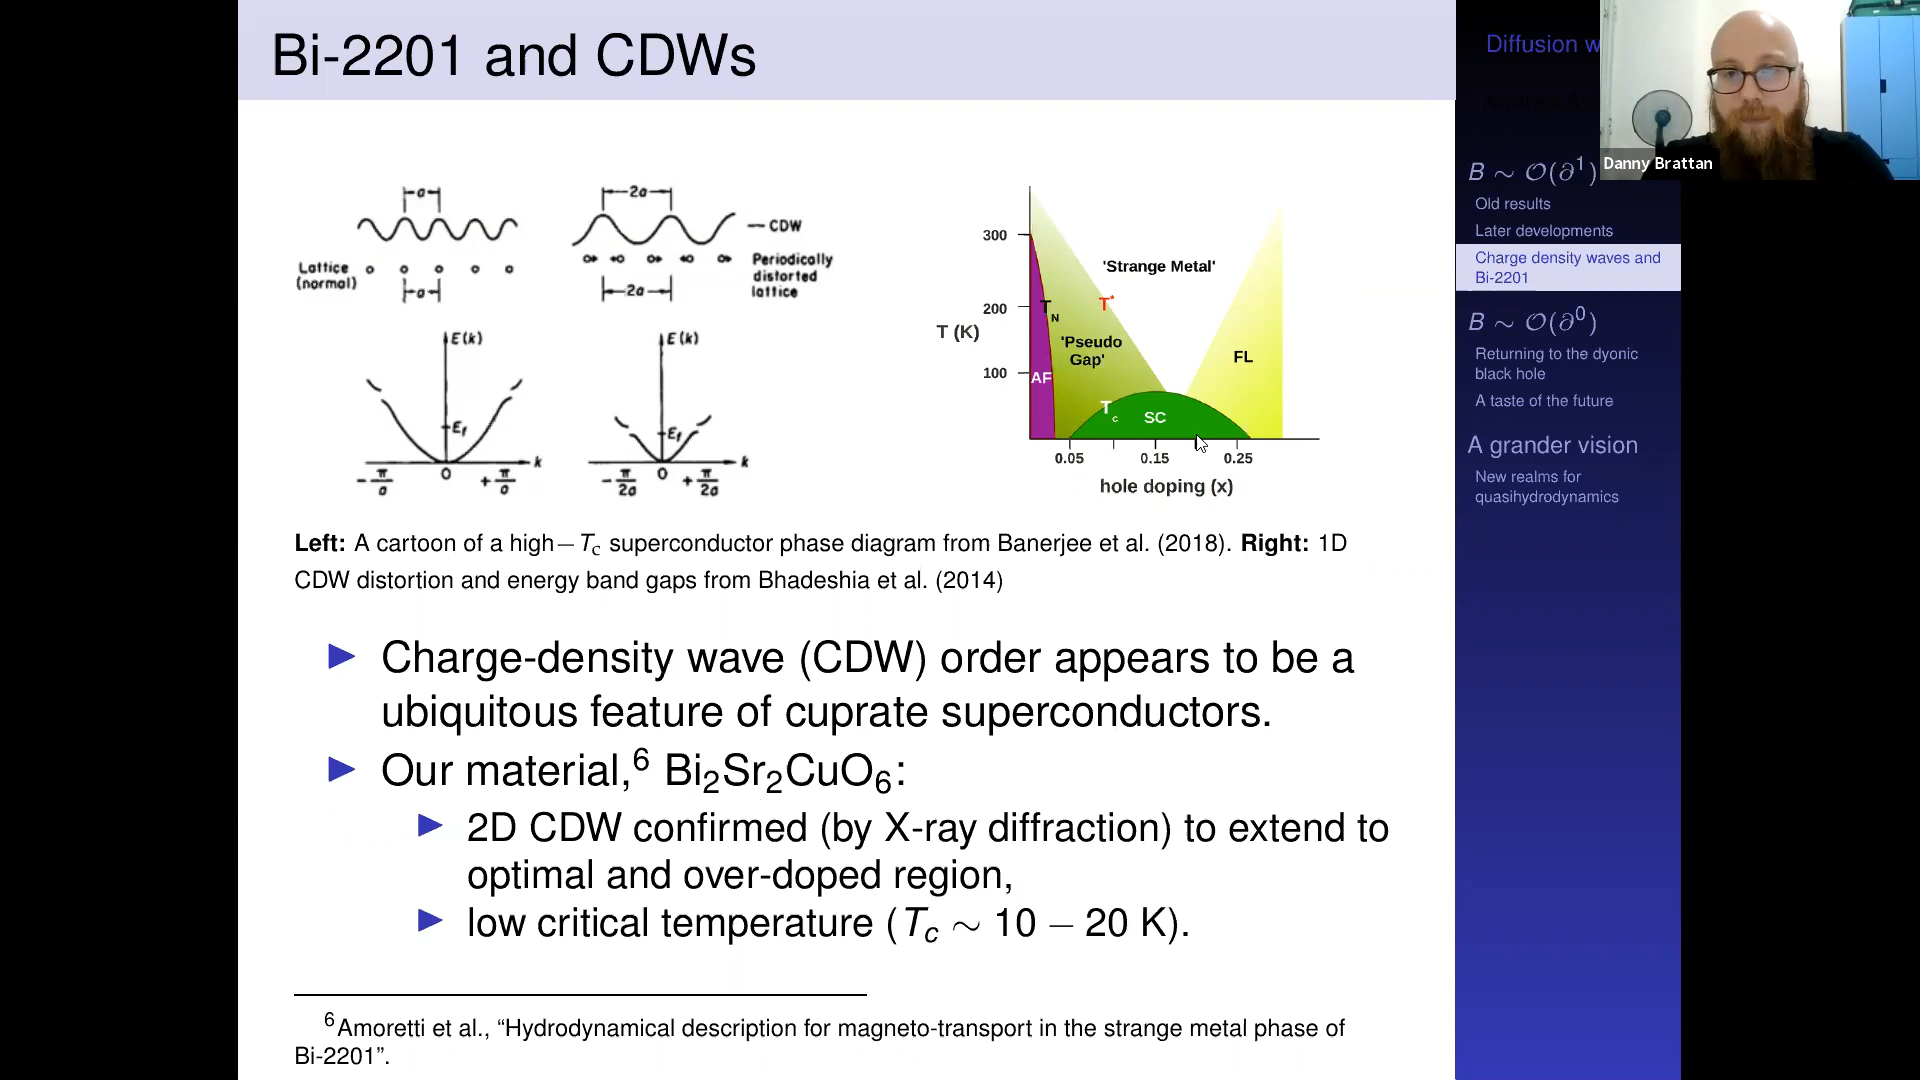 Bi-2201 and CDWs
a
2a
CDW
Lattice
(normal)
Periodically
distorted
lattice
a
2a
E(k)
E(k)
Ef
Ef
k
k
-π/a
0
+π/a
-π/2a
0
+π/2a
300
200
100
T (K)
'Strange Metal'
T*
TN
'Pseudo
Gap'
FL
AF
Tc
SC
0.05
0.15
0.25
hole doping (x)
Left: A cartoon of a high−Tc superconductor phase diagram from Banerjee et al. (2018). Right: 1D
CDW distortion and energy band gaps from Bhadeshia et al. (2014)
▶ Charge-density wave (CDW) order appears to be a
ubiquitous feature of cuprate superconductors.
▶ Our material,⁶ Bi₂Sr₂CuO₆:
▶ 2D CDW confirmed (by X-ray diffraction) to extend to
optimal and over-doped region,
▶ low critical temperature (Tc ∼ 10 − 20 K).
⁶Amoretti et al., “Hydrodynamical description for magneto-transport in the strange metal phase of
Bi-2201”.
Diffusion
B ∼ O(∂¹)
Old results
Later developments
Charge density waves and
Bi-2201
B ∼ O(∂⁰)
Returning to the dyonic
black hole
A taste of the future
A grander vision
New realms for
quasihydrodynamics
Danny Brattan